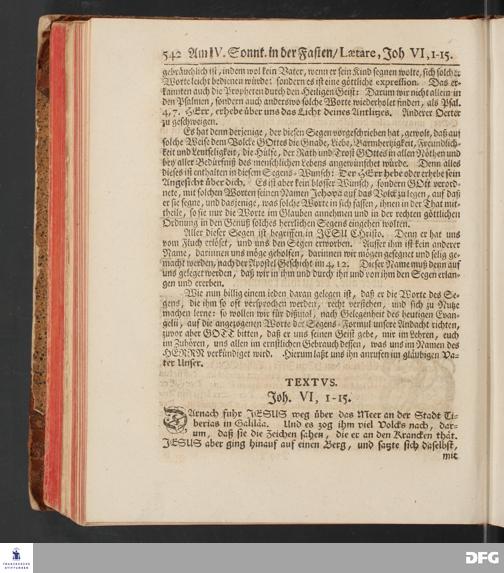 542 Am IV. Sonnt. in der Fasten/ Lætare, Joh VI, 1-15.
gebräuchlich ist, indem wol kein Vater, wenn er sein Kind segnen wolte, sich solcher
Worte leicht bedienen würde: sondern es ist eine göttliche expression. Das er-
kannten auch die Propheten durch den Heiligen Geist: Darum wir nicht allein in
den Psalmen, sondern auch anderswo solche Worte wiederholet finden, als Psal.
4, 7. HErr, erhebe über uns das Licht deines Antlitzes. Anderer Oerter
zu geschweigen.
Es hat denn derjenige, der diesen Segen vorgeschrieben hat, gewolt, daß auf
solche Weise dem Volcke GOttes die Gnade, Liebe, Barmhertzigkeit, Freundlich-
keit und Leutseligkeit, die Hülfe, der Rath und Trost GOttes in allen Nöthen und
bey aller Bedürfniß des menschlichen Lebens angewünschet würde. Denn alles
dieses ist enthalten in diesem Segens-Wunsch: Der HErr hebe oder erhebe sein
Angesicht über dich. Es ist aber kein blosser Wunsch, sondern GOtt verord-
nete, mit solchen Worten seinen Namen Jehova auf das Volck zu legen, auf daß
er sie segne, und dasjenige, was solche Worte in sich fassen, ihnen in der That mit-
theile, so sie nur die Worte im Glauben annehmen und in der rechten göttlichen
Ordnung in den Genuß solches herrlichen Segens eingehen wolten.
Aller dieser Segen ist begriffen in JESU Christo. Denn er hat uns
vom Fluch erlöset, und uns den Segen erworben. Ausser ihm ist kein anderer
Name, darinnen uns möge geholfen, darinnen wir mögen gesegnet und selig ge-
macht werden, nach der Apostel Geschicht im 4, 12. Dieser Name muß denn auf
uns geleget werden, daß wir in ihm und durch ihn und von ihm den Segen erlan-
gen und ererben.
Wie nun billig einem ieden daran gelegen ist, daß er die Worte des Se-
gens, die ihm so oft versprochen werden, recht verstehen, und sich zu Nutze
machen lerne: so wollen wir für dißmal, nach Gelegenheit des heutigen Evan-
gelii, auf die angezogenen Worte der Segens-Formul unsere Andacht richten,
zuvor aber GOTT bitten, daß er uns seinen Geist gebe, mir im Lehren, euch
im Zuhören, uns allen im ernstlichen Gebrauch dessen, was uns im Namen des
HERRN verkündiget wird. Hierum laßt uns ihn anrufen im gläubigen Va-
ter Unser.
TEXTVS.
Joh. VI, 1-15.
Darnach fuhr JESUS weg über das Meer an der Stadt Ti-
berias in Galiläa. Und es zog ihm viel Volcks nach, dar-
um, daß sie die Zeichen sahen, die er an den Krancken that.
JESUS aber ging hinauf auf einen Berg, und satzte sich daselbst,
mit
FRANCKESCHE
STIFTUNGEN
DFG